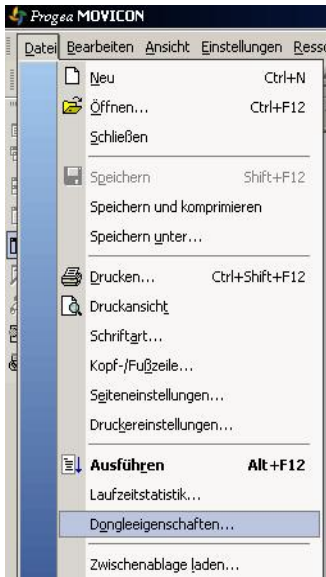 Progea MOVICON
Datei Bearbeiten Ansicht Einstellungen
Neu Ctrl+N
Öffnen... Ctrl+F12
Schließen
Speichern Shift+F12
Speichern und komprimieren
Speichern unter...
Drucken... Ctrl+Shift+F12
Druckansicht
Schriftart...
Kopf-/Fußzeile...
Seiteneinstellungen...
Druckereinstellungen...
Ausführen Alt+F12
Laufzeitstatistik...
Dongleeigenschaften...
Zwischenablage laden...